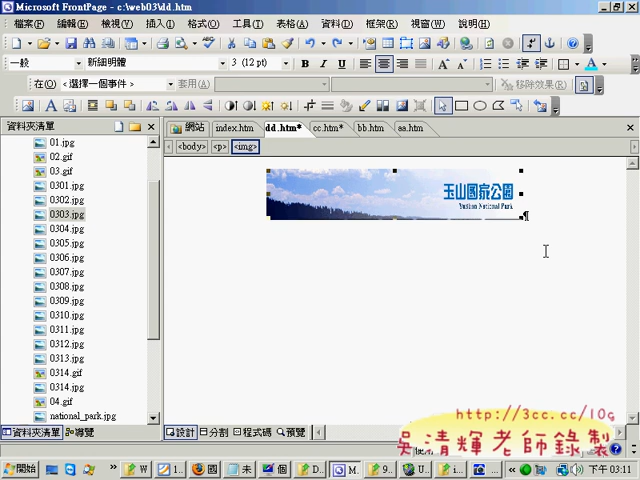 Microsoft FrontPage - c:\web03\dd.htm
檔案(F) 編輯(E) 檢視(V) 插入(I) 格式(O) 工具(T) 表格(A) 資料(D) 框架(R) 視窗(W) 說明(H)
一般 新細明體 3 (12 pt) B I U
在(O) <選擇一個事件> 套用(A) 移除效果(R)
資料夾清單 網站 index.htm dd.htm* cc.htm* bb.htm aa.htm
<body> <p> <img>
01.jpg
02.gif
03.gif
0301.jpg
0302.jpg
0303.jpg
0304.jpg
0305.jpg
0306.jpg
0307.jpg
0308.jpg
0309.jpg
0310.jpg
0311.jpg
0312.jpg
0313.jpg
0314.gif
0314.jpg
04.gif
national_park.jpg
玉山國家公園
Yushan National Park
資料夾清單 導覽 設計 分割 程式碼 預覽
http://3cc.cc/10g
吳清輝老師錄製
開始 W 1... 國 未 個 D... M. 9... U... i... ... 下午 03:11